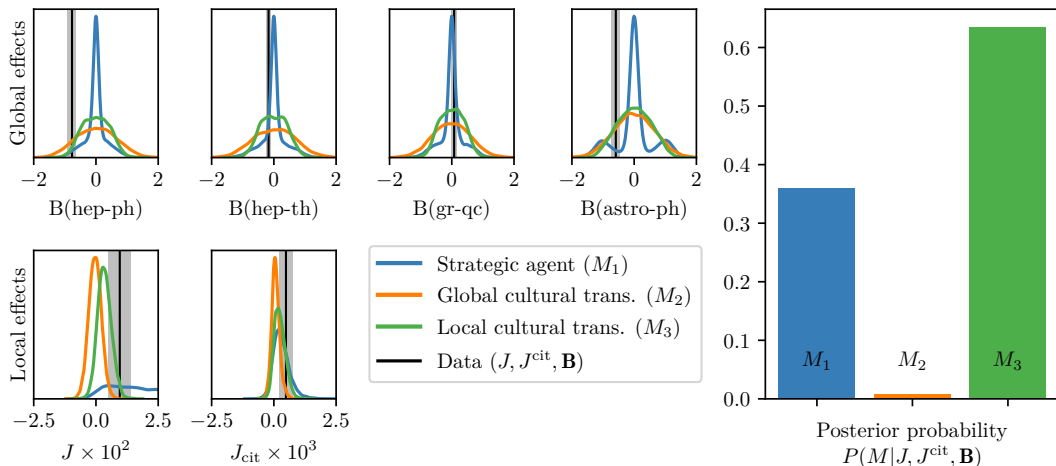 Global effects
−2 0 2
B(hep-ph)
−2 0 2
B(hep-th)
−2 0 2
B(gr-qc)
−2 0 2
B(astro-ph)
Local effects
−2.5 0.0 2.5
J × 10²
−2.5 0.0 2.5
J_cit × 10³
Strategic agent (M₁)
Global cultural trans. (M₂)
Local cultural trans. (M₃)
Data (J, J^cit, B)
0.6
0.5
0.4
0.3
0.2
0.1
0.0
M₁ M₂ M₃
Posterior probability
P(M|J, J^cit, B)